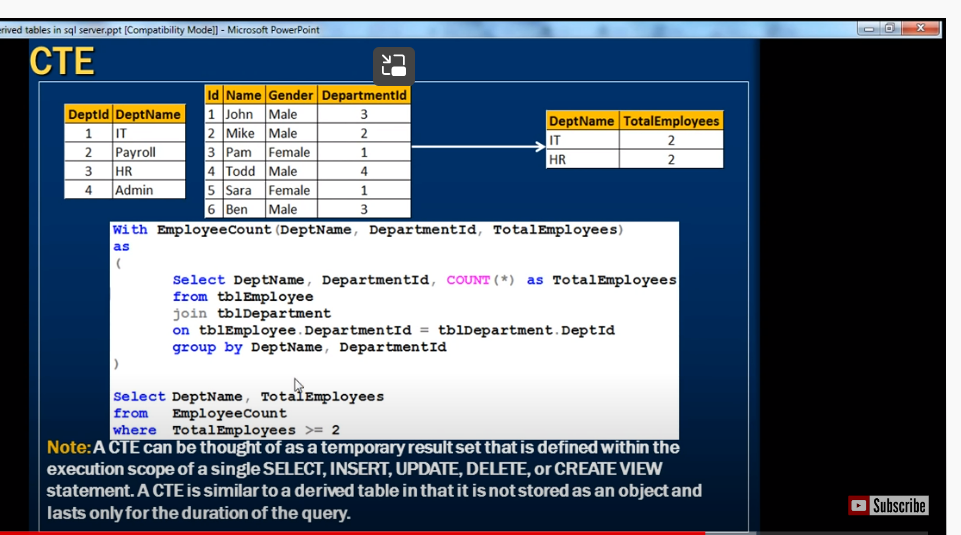 erived tables in sql server.ppt [Compatibility Mode]] - Microsoft PowerPoint
CTE
DeptId DeptName
1 IT
2 Payroll
3 HR
4 Admin
Id Name Gender DepartmentId
1 John Male 3
2 Mike Male 2
3 Pam Female 1
4 Todd Male 4
5 Sara Female 1
6 Ben Male 3
DeptName TotalEmployees
IT 2
HR 2
With EmployeeCount(DeptName, DepartmentId, TotalEmployees)
as
(
Select DeptName, DepartmentId, COUNT(*) as TotalEmployees
from tblEmployee
join tblDepartment
on tblEmployee.DepartmentId = tblDepartment.DeptId
group by DeptName, DepartmentId
)
Select DeptName, TotalEmployees
from EmployeeCount
where TotalEmployees >= 2
Note: A CTE can be thought of as a temporary result set that is defined within the
execution scope of a single SELECT, INSERT, UPDATE, DELETE, or CREATE VIEW
statement. A CTE is similar to a derived table in that it is not stored as an object and
lasts only for the duration of the query.
Subscribe